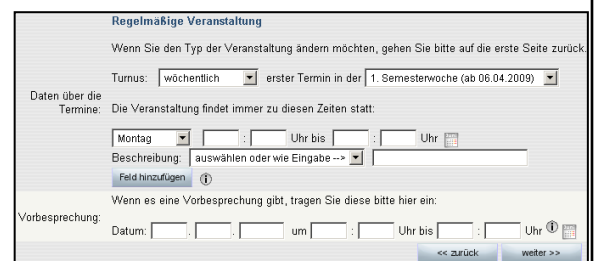 Regelmäßige Veranstaltung
Wenn Sie den Typ der Veranstaltung ändern möchten, gehen Sie bitte auf die erste Seite zurück.
Turnus: wöchentlich erster Termin in der 1. Semesterwoche (ab 06.04.2009)
Daten über die Termine:
Die Veranstaltung findet immer zu diesen Zeiten statt:
Montag : Uhr bis : Uhr
Beschreibung: auswählen oder wie Eingabe -->
Feld hinzufügen
Wenn es eine Vorbesprechung gibt, tragen Sie diese bitte hier ein:
Vorbesprechung:
Datum: . . um : Uhr bis : Uhr
<< zurück weiter >>